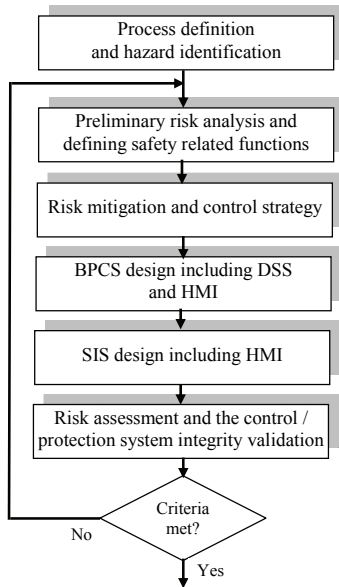 Process definition
and hazard identification
Preliminary risk analysis and
defining safety related functions
Risk mitigation and control strategy
BPCS design including DSS
and HMI
SIS design including HMI
Risk assessment and the control /
protection system integrity validation
Criteria
met?
No
Yes